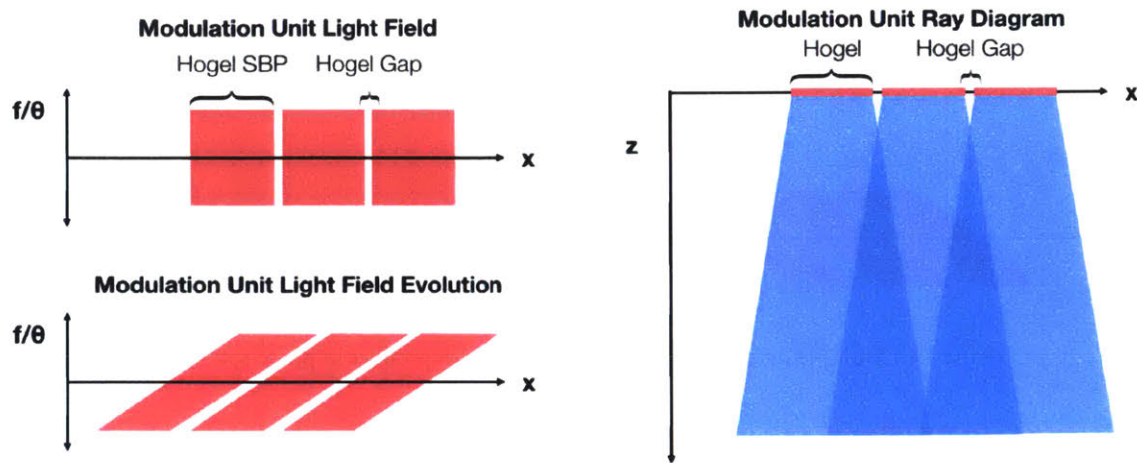 Modulation Unit Light Field
Hogel SBP
Hogel Gap
f/θ
x
Modulation Unit Light Field Evolution
f/θ
x
Modulation Unit Ray Diagram
Hogel
Hogel Gap
x
z